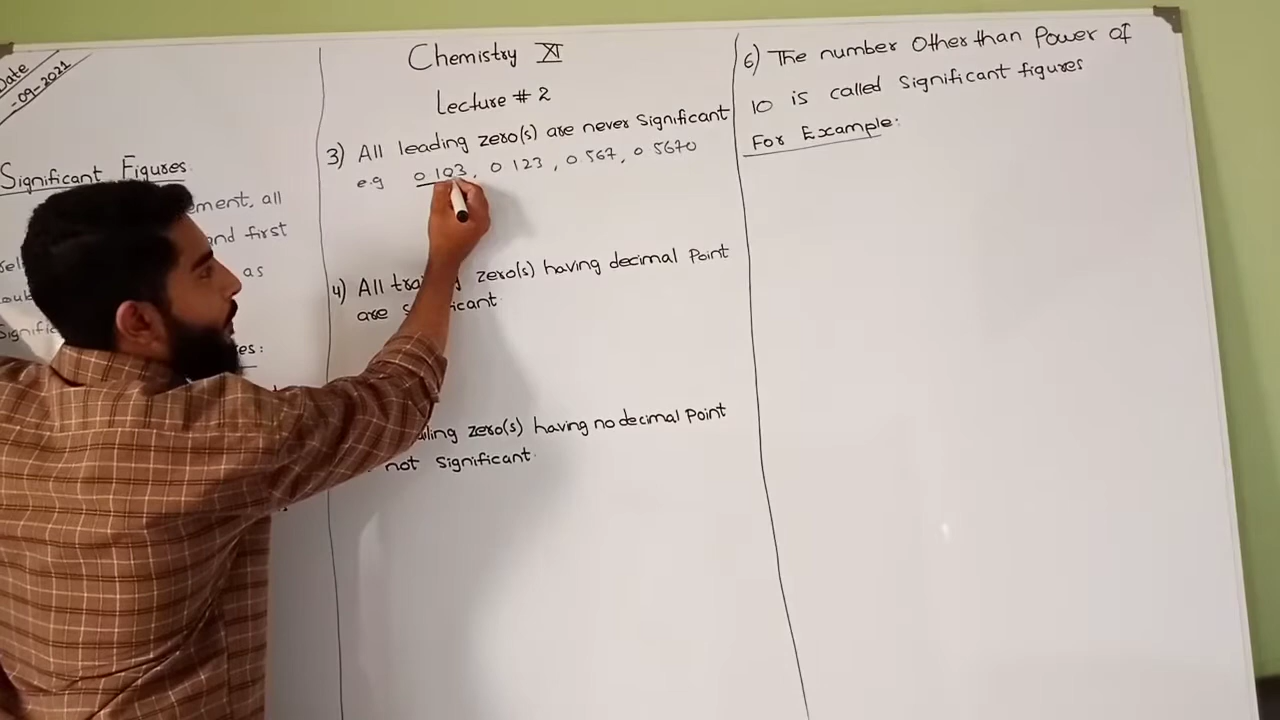 Date
-09-2021
Significant Figures
ement, all
and first
as
es:
Chemistry XI
Lecture # 2
3) All leading zero(s) are never Significant
e.g 0.103, 0.123, 0.567, 0.5670
4) All zero(s) having decimal Point
are
zero(s) having no decimal Point
not Significant.
6) The number Other than Power of
10 is called Significant figures
For Example: